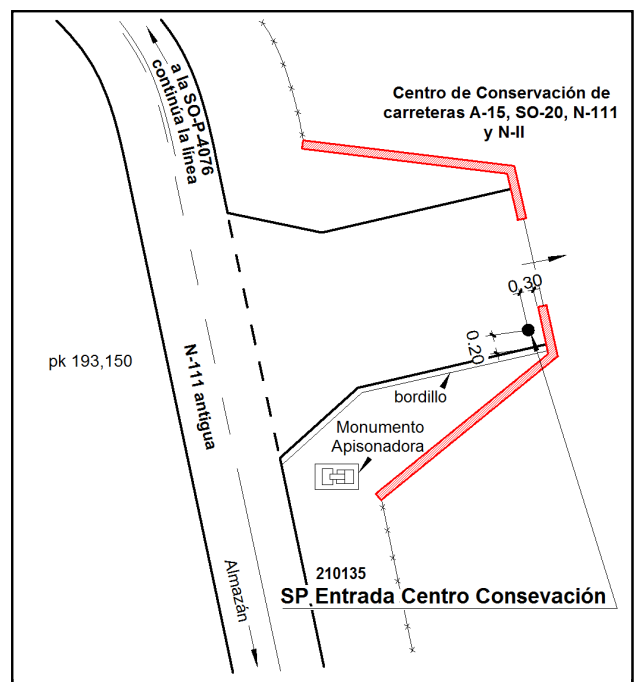 a la SO-P-4076
continúa la línea
Centro de Conservación de
carreteras A-15, SO-20, N-111
y N-II
0,30
0.20
pk 193,150
N-111 antigua
bordillo
Monumento
Apisonadora
Almazán
210135
SP. Entrada Centro Consevación